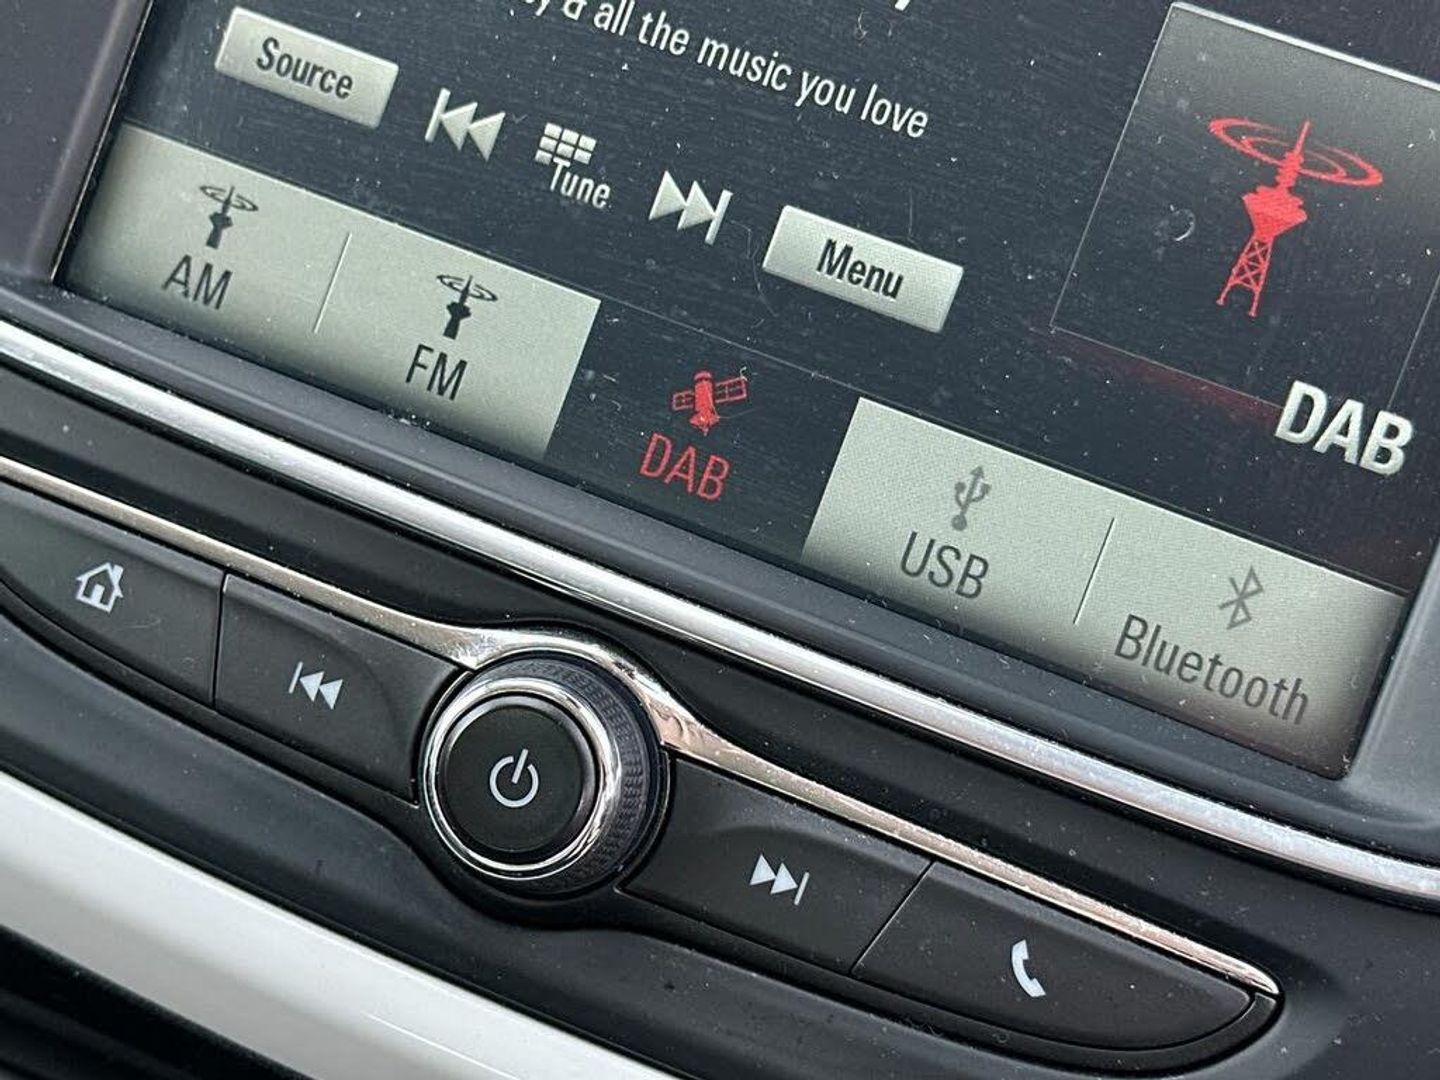 & all the music you love
Source
Tune
Menu
DAB
AM
FM
DAB
USB
Bluetooth